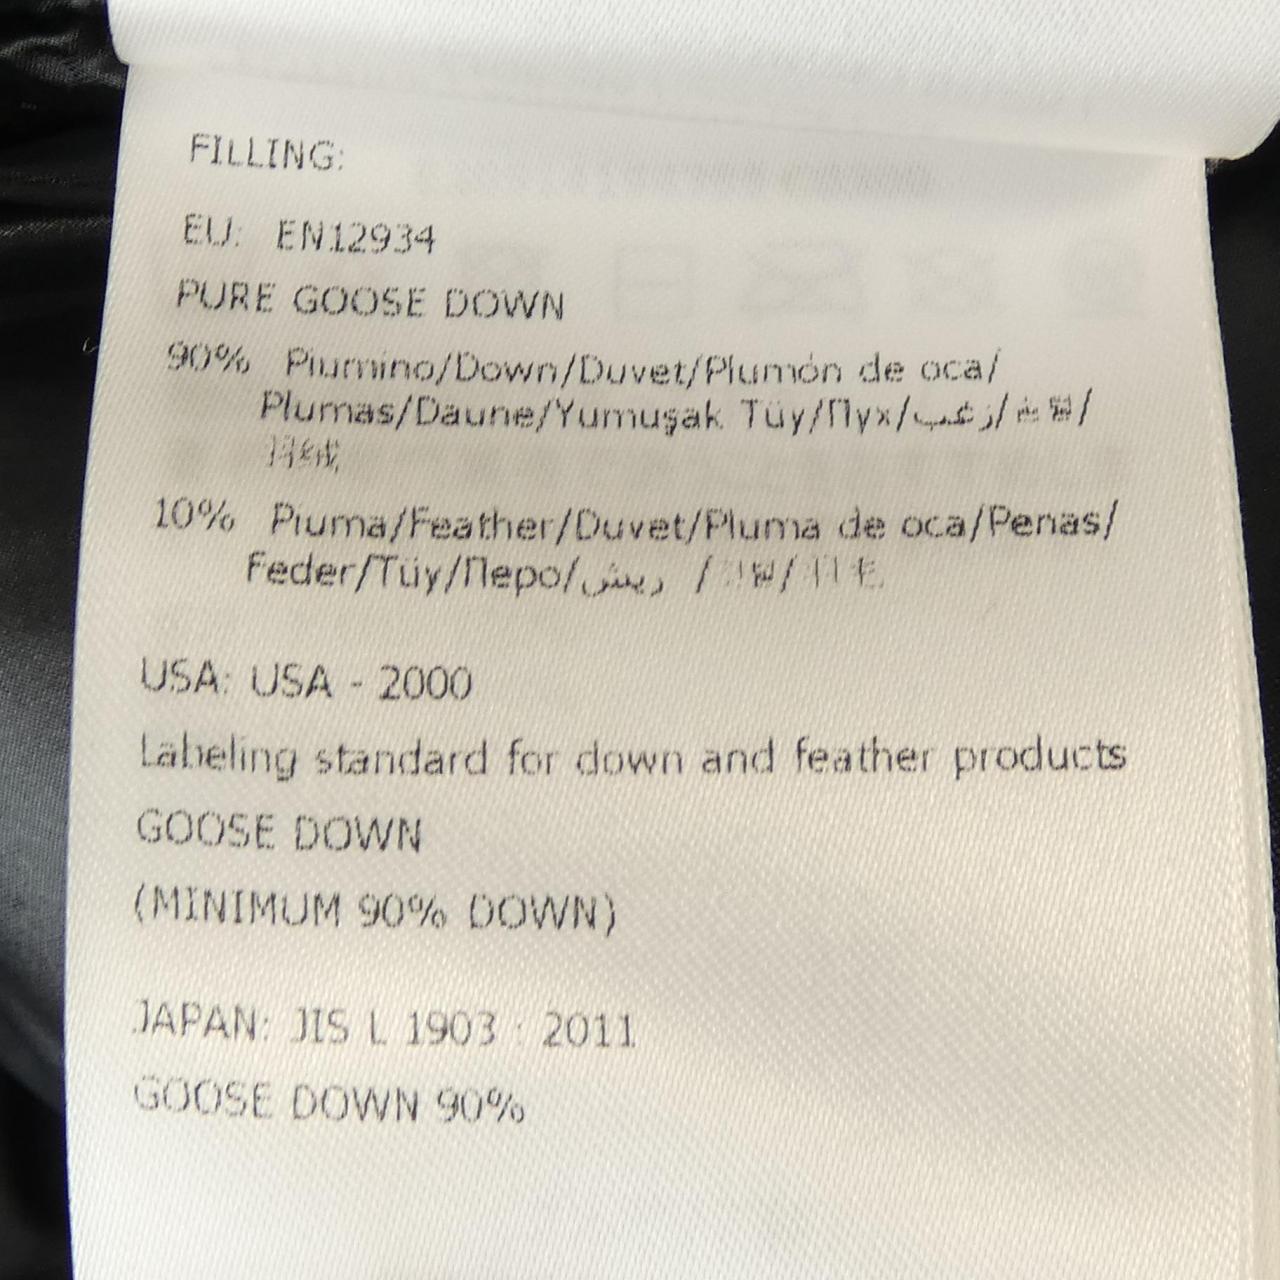 FILLING:
EU: EN12934
PURE GOOSE DOWN
90% Piumino/Down/Duvet/Plumón de oca/
Plumas/Daune/Yumuşak Tüy/Пух/زغب/
10% Piuma/Feather/Duvet/Pluma de oca/Penas/
Feder/Tüy/Перо/ريش /
USA: USA - 2000
Labeling standard for down and feather products
GOOSE DOWN
(MINIMUM 90% DOWN)
JAPAN: JIS L 1903 : 2011
GOOSE DOWN 90%